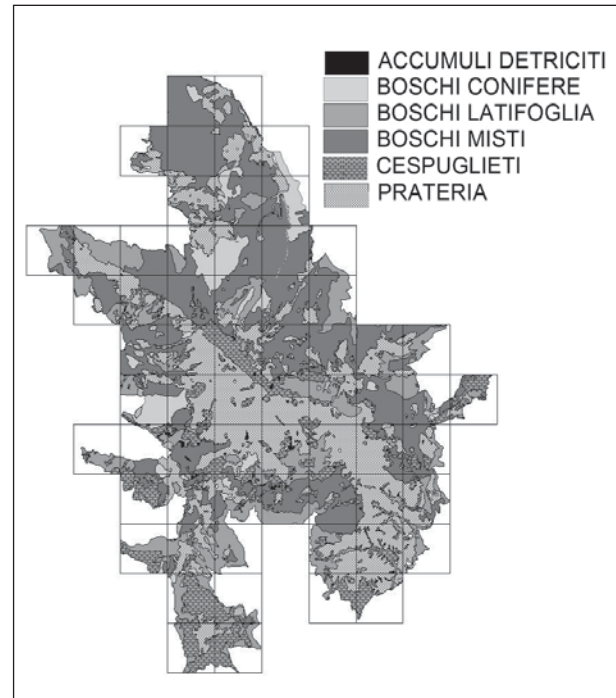 ACCUMULI DETRICITI
BOSCHI CONIFERE
BOSCHI LATIFOGLIA
BOSCHI MISTI
CESPUGLIETI
PRATERIA